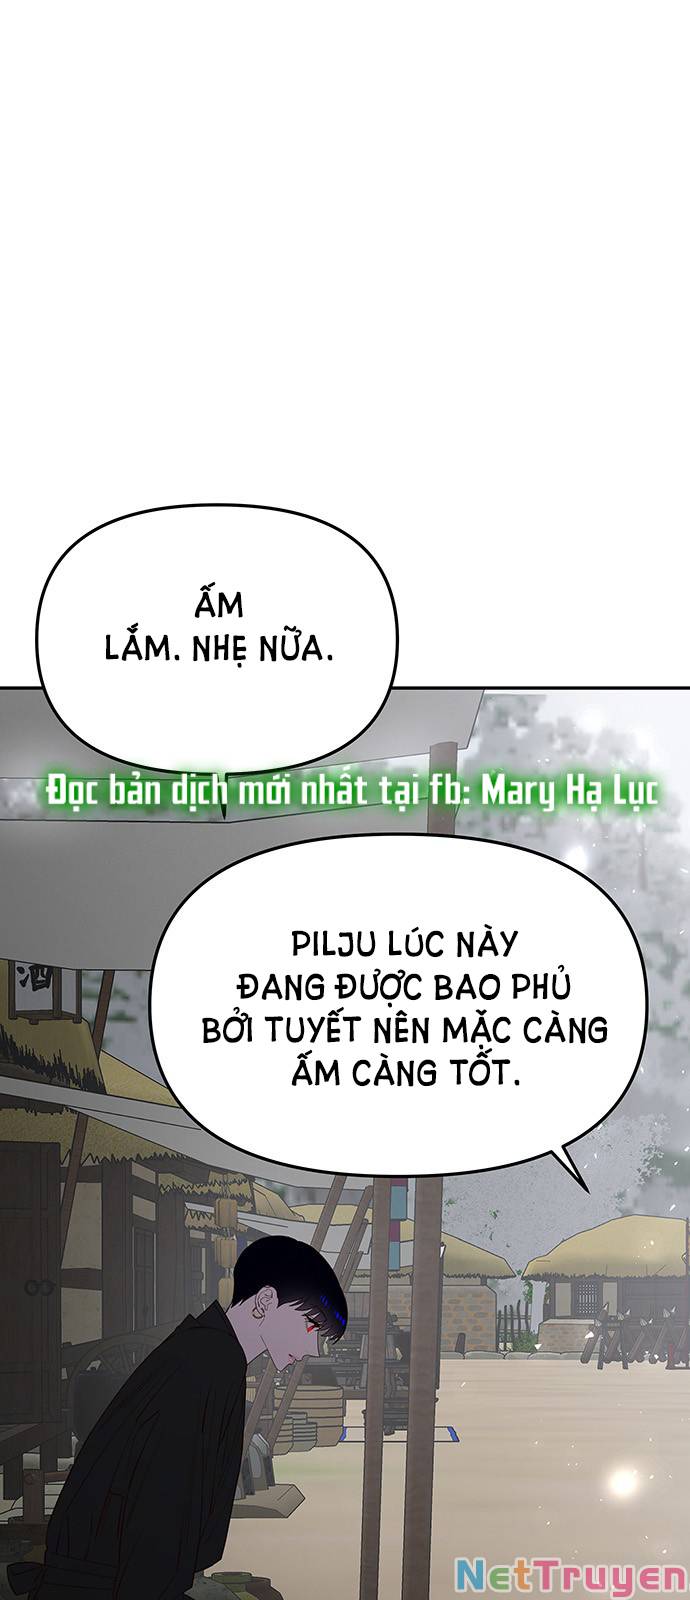 ẤM
LẮM. NHẸ NỮA.
Đọc bản dịch mới nhất tại fb: Mary Hạ Lục
PILJU LÚC NÀY
ĐANG ĐƯỢC BAO PHỦ
BỞI TUYẾT NÊN MẶC CÀNG
ẤM CÀNG TỐT.
酒
NetTruyen